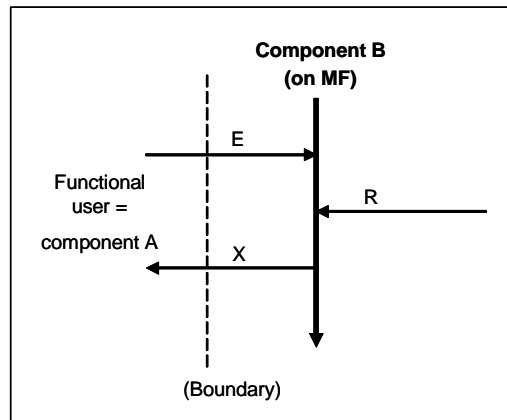 Component B
(on MF)
E
Functional
user =
component A
R
X
(Boundary)